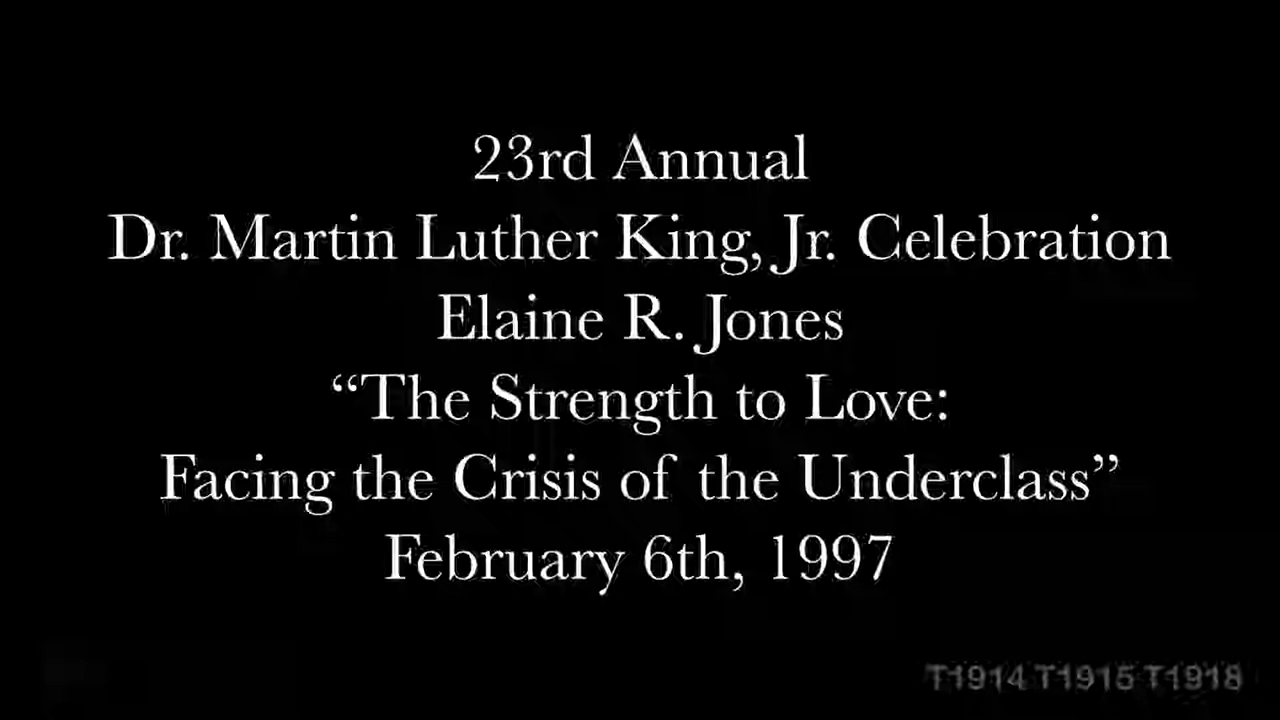 23rd Annual
Dr. Martin Luther King, Jr. Celebration
Elaine R. Jones
“The Strength to Love:
Facing the Crisis of the Underclass”
February 6th, 1997
T1914 T1915 T1918